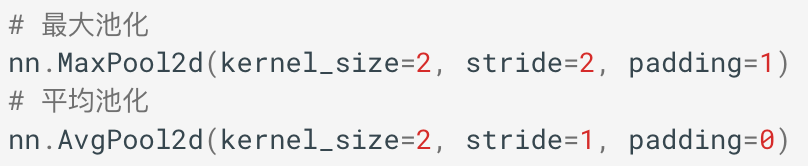 # 最大池化
nn.MaxPool2d(kernel_size=2, stride=2, padding=1)
# 平均池化
nn.AvgPool2d(kernel_size=2, stride=1, padding=0)